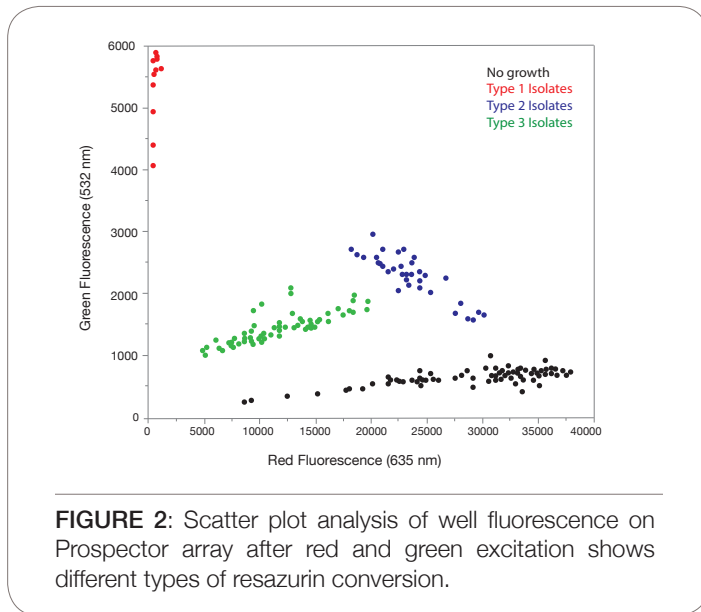 6000
5000
4000
3000
2000
1000
0
Green Fluorescence (532 nm)
No growth
Type 1 Isolates
Type 2 Isolates
Type 3 Isolates
0 5000 10000 15000 20000 25000 30000 35000 40000
Red Fluorescence (635 nm)
FIGURE 2: Scatter plot analysis of well fluorescence on
Prospector array after red and green excitation shows
different types of resazurin conversion.